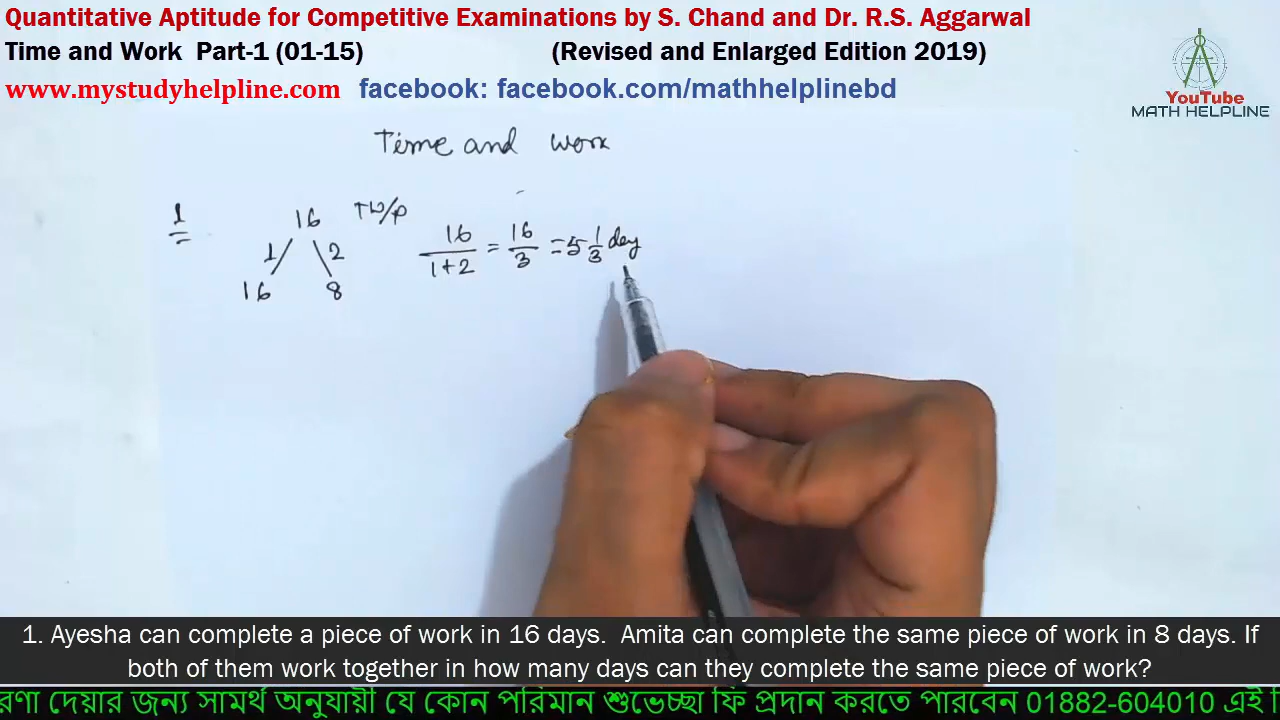 Quantitative Aptitude for Competitive Examinations by S. Chand and Dr. R.S. Aggarwal
Time and Work Part-1 (01-15) (Revised and Enlarged Edition 2019)
www.mystudyhelpline.com facebook: facebook.com/mathhelplinebd
YouTube
MATH HELPLINE
Time and work
1
16 TW/P
1 2
16 8
16/1+2 = 16/3 = 5 1/3 day
1. Ayesha can complete a piece of work in 16 days. Amita can complete the same piece of work in 8 days. If
both of them work together in how many days can they complete the same piece of work?
রণা দেয়ার জন্য সামর্থ অনুযায়ী যে কোন পরিমান শুভেচ্ছা ফি প্রদান করতে পারবেন 01882-604010 এই